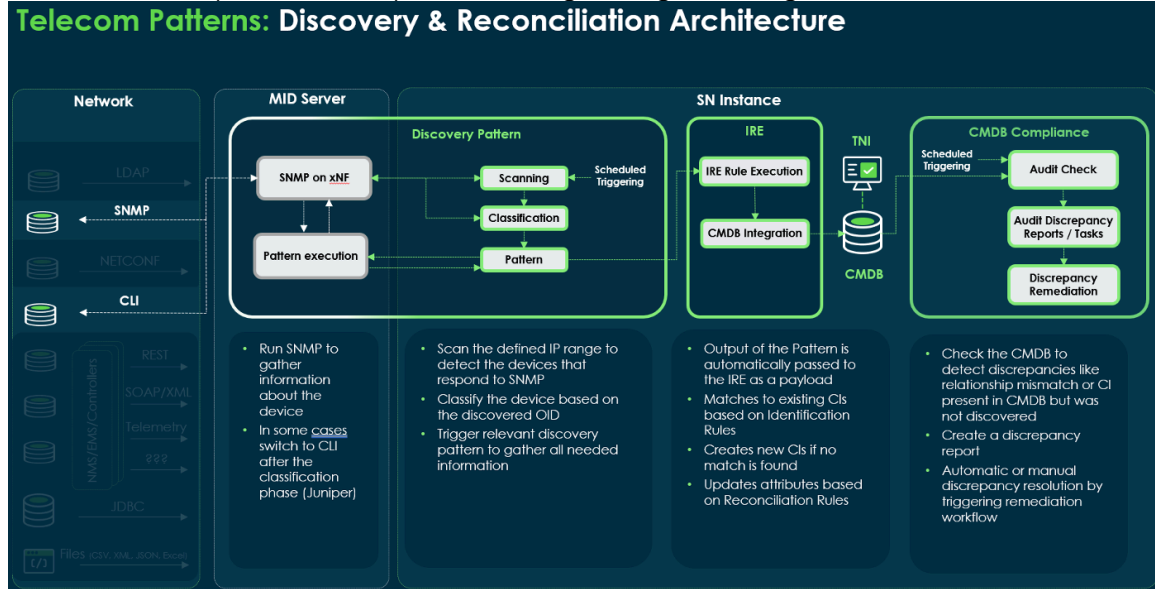 Telecom Patterns: Discovery & Reconciliation Architecture
Network
LDAP
SNMP
NETCONF
CLI
NMS/EMS/Controllers
REST
SOAP/XML
Telemetry
???
JDBC
Files (CSV, XML, JSON, Excel)
MID Server
SN Instance
Discovery Pattern
SNMP on xNF
Pattern execution
Scanning
Classification
Pattern
Scheduled
Triggering
IRE
IRE Rule Execution
CMDB Integration
TNI
CMDB
CMDB Compliance
Scheduled
Triggering
Audit Check
Audit Discrepancy
Reports / Tasks
Discrepancy
Remediation
• Run SNMP to
gather
information
about the
device
• In some cases
switch to CLI
after the
classification
phase (Juniper)
• Scan the defined IP range to
detect the devices that
respond to SNMP
• Classify the device based on
the discovered OID
• Trigger relevant discovery
pattern to gather all needed
information
• Output of the Pattern is
automatically passed to
the IRE as a payload
• Matches to existing CIs
based on Identification
Rules
• Creates new CIs if no
match is found
• Updates attributes based
on Reconciliation Rules
• Check the CMDB to
detect discrepancies like
relationship mismatch or CI
present in CMDB but was
not discovered
• Create a discrepancy
report
• Automatic or manual
discrepancy resolution by
triggering remediation
workflow